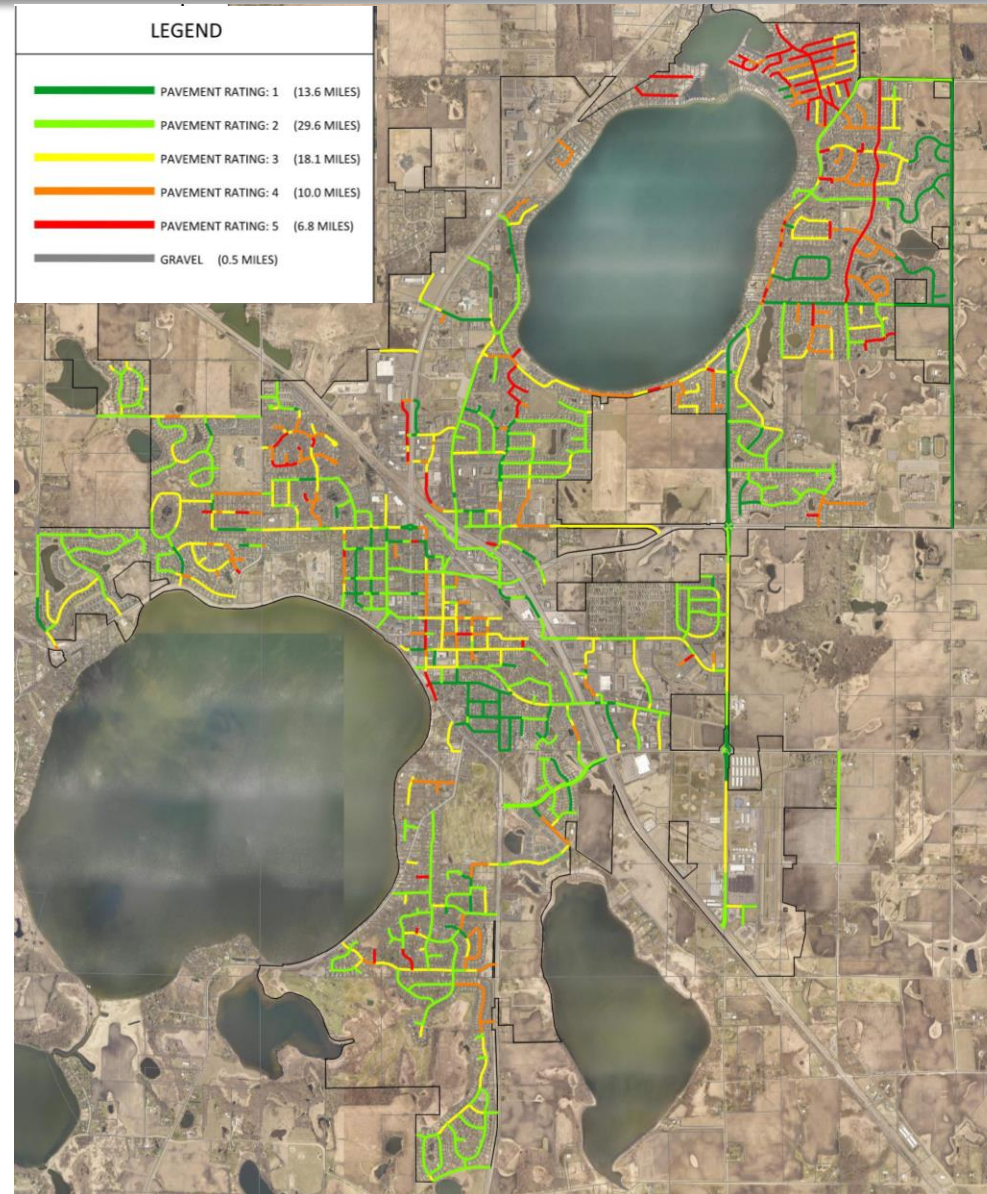 LEGEND
PAVEMENT RATING: 1 (13.6 MILES)
PAVEMENT RATING: 2 (29.6 MILES)
PAVEMENT RATING: 3 (18.1 MILES)
PAVEMENT RATING: 4 (10.0 MILES)
PAVEMENT RATING: 5 (6.8 MILES)
GRAVEL (0.5 MILES)